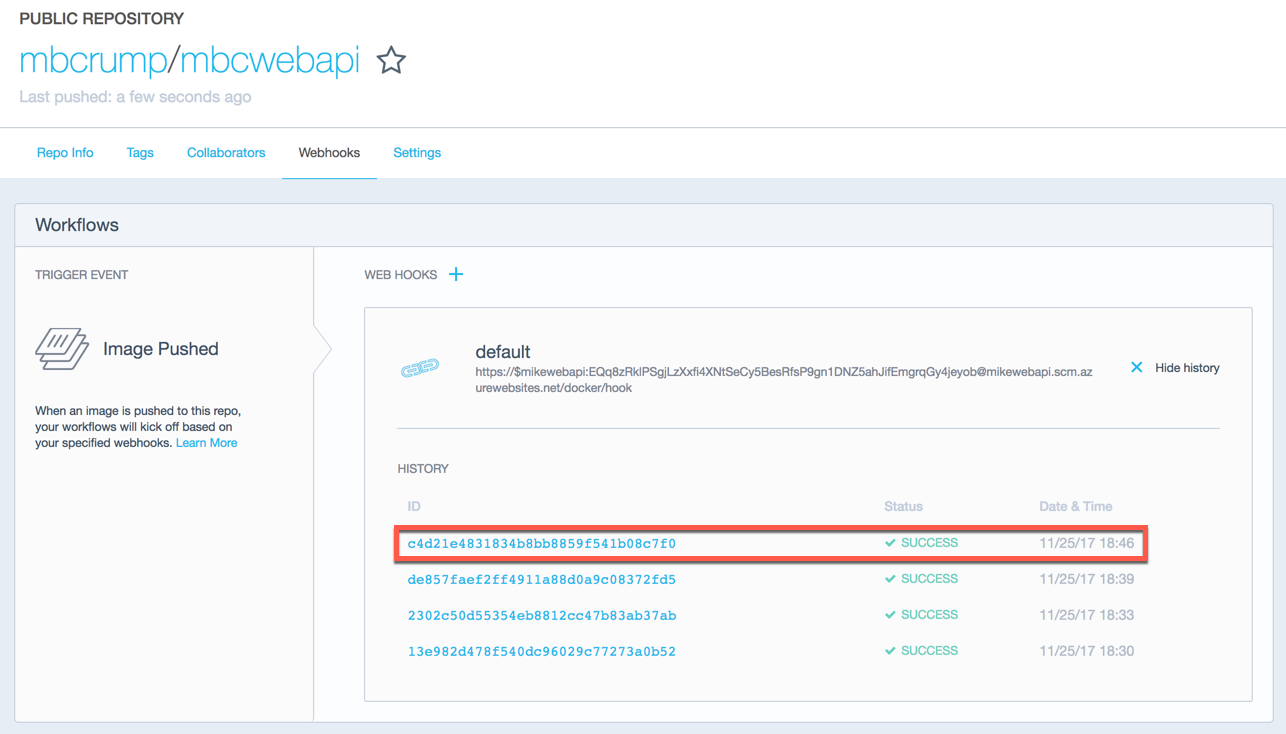 PUBLIC REPOSITORY
mbcrump/mbcwebapi
Last pushed: a few seconds ago
Repo Info Tags Collaborators Webhooks Settings
Workflows
TRIGGER EVENT
Image Pushed
When an image is pushed to this repo,
your workflows will kick off based on
your specified webhooks. Learn More
WEB HOOKS +
default
https://$mikewebapi:EQq8zRklPSgjLzXxfi4XNtSeCy5BesRfsP9gn1DNZ5ahJifEmgrqGy4jeyob@mikewebapi.scm.az
urewebsites.net/docker/hook
Hide history
HISTORY
ID Status Date & Time
c4d21e4831834b8bb8859f541b08c7f0 SUCCESS 11/25/17 18:46
de857faef2ff4911a88d0a9c08372fd5 SUCCESS 11/25/17 18:39
2302c50d55354eb8812cc47b83ab37ab SUCCESS 11/25/17 18:33
13e982d478f540dc96029c77273a0b52 SUCCESS 11/25/17 18:30